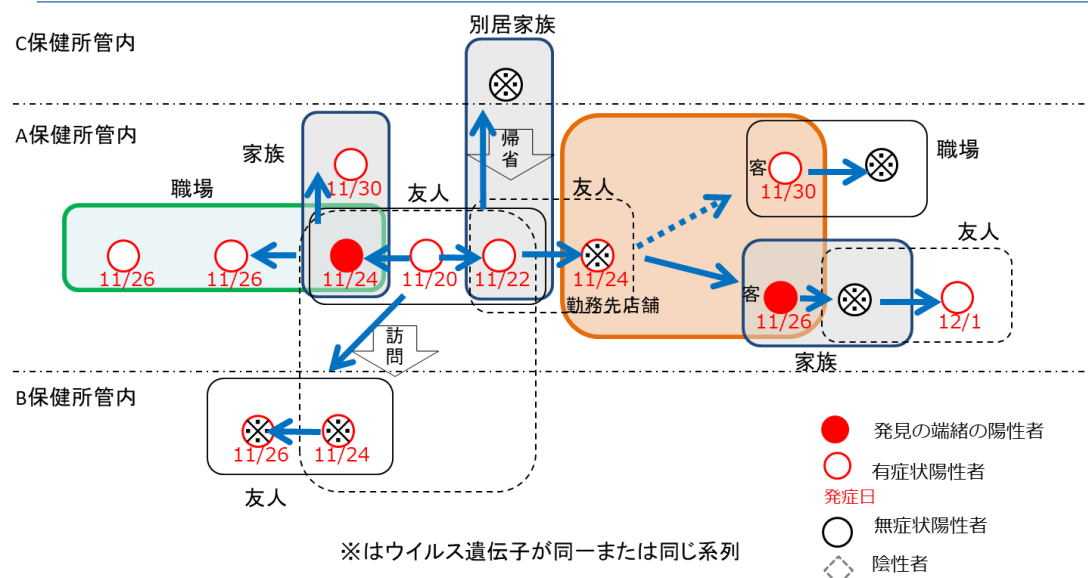 別居家族
C保健所管内
A保健所管内
帰省
家族
11/30
職場
友人
友人
客
11/30
職場
11/26
11/26
11/24
11/20
11/22
11/24
勤務先店舗
客
11/26
友人
12/1
家族
訪問
B保健所管内
11/26
11/24
友人
発見の端緒の陽性者
有症状陽性者
発症日
無症状陽性者
陰性者
※はウイルス遺伝子が同一または同じ系列